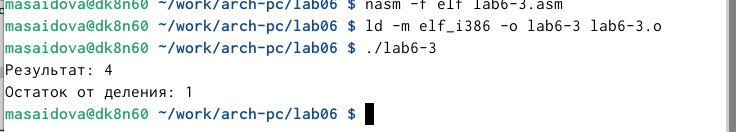 masaidova@dk8n60 ~/work/arch-pc/lab06 $ nasm -f elf lab6-3.asm
masaidova@dk8n60 ~/work/arch-pc/lab06 $ ld -m elf_i386 -o lab6-3 lab6-3.o
masaidova@dk8n60 ~/work/arch-pc/lab06 $ ./lab6-3
Результат: 4
Остаток от деления: 1
masaidova@dk8n60 ~/work/arch-pc/lab06 $